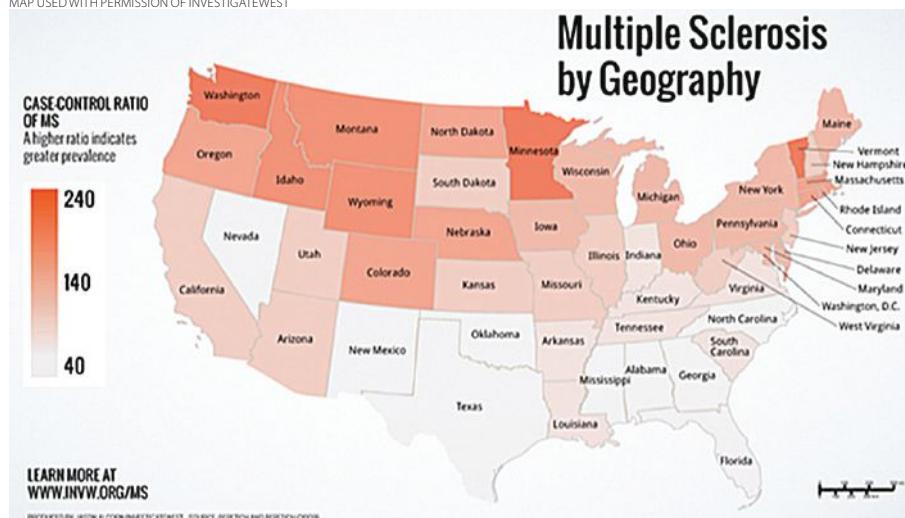 MAP USED WITH PERMISSION OF INVESTIGATEWEST
Multiple Sclerosis
by Geography
CASE-CONTROL RATIO
OF MS
A higher ratio indicates
greater prevalence
240
140
40
Washington
Montana
North Dakota
Minnesota
Maine
Oregon
Idaho
Wyoming
South Dakota
Wisconsin
Michigan
New York
Vermont
New Hampshire
Massachusetts
Rhode Island
Connecticut
New Jersey
Delaware
Maryland
Washington, D.C.
West Virginia
Nevada
Utah
Colorado
Nebraska
Iowa
Illinois
Indiana
Ohio
Pennsylvania
California
Arizona
New Mexico
Kansas
Missouri
Kentucky
Virginia
Oklahoma
Arkansas
Tennessee
North Carolina
South
Carolina
Texas
Louisiana
Mississippi
Alabama
Georgia
Florida
LEARN MORE AT
WWW.INVW.ORG/MS